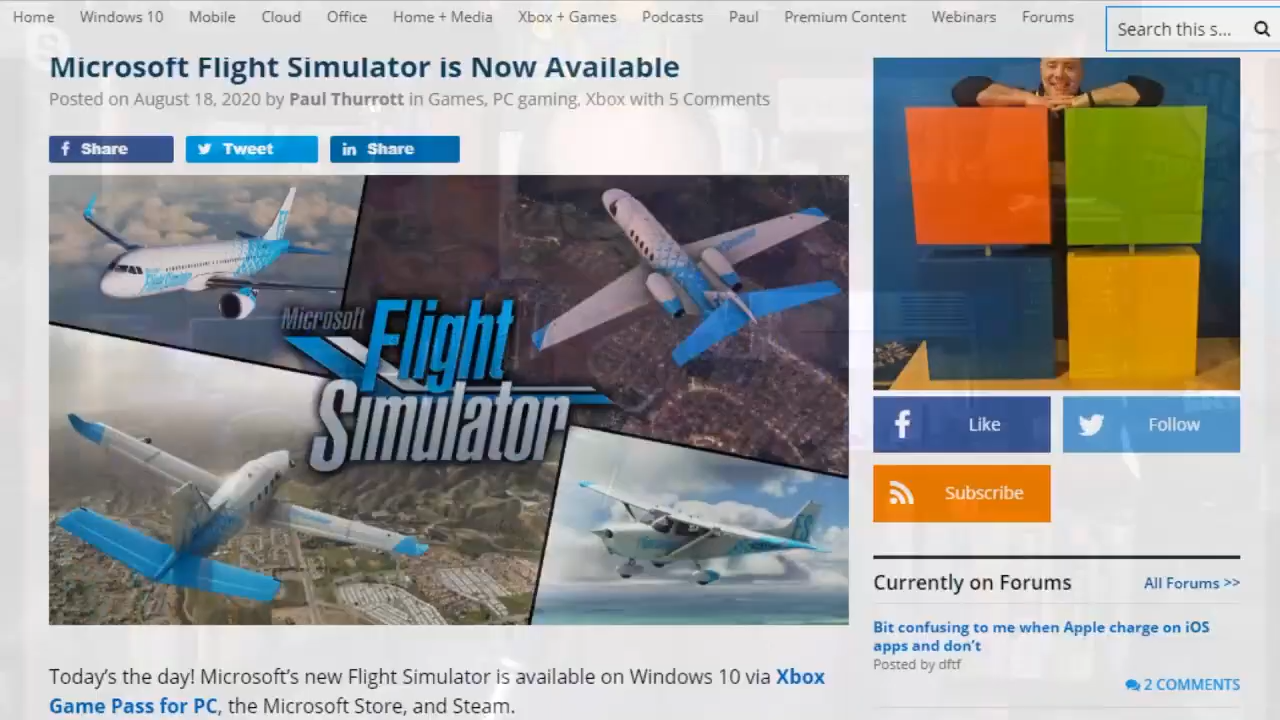 Home Windows 10 Mobile Cloud Office Home + Media Xbox + Games Podcasts Paul Premium Content Webinars Forums
Search this s...
Microsoft Flight Simulator is Now Available
Posted on August 18, 2020 by Paul Thurrott in Games, PC gaming, Xbox with 5 Comments
Share Tweet Share
Microsoft
Flight
Simulator
Like Follow
Subscribe
Currently on Forums All Forums >>
Bit confusing to me when Apple charge on iOS
apps and don't
Posted by dftf
2 COMMENTS
Today's the day! Microsoft's new Flight Simulator is available on Windows 10 via Xbox
Game Pass for PC, the Microsoft Store, and Steam.